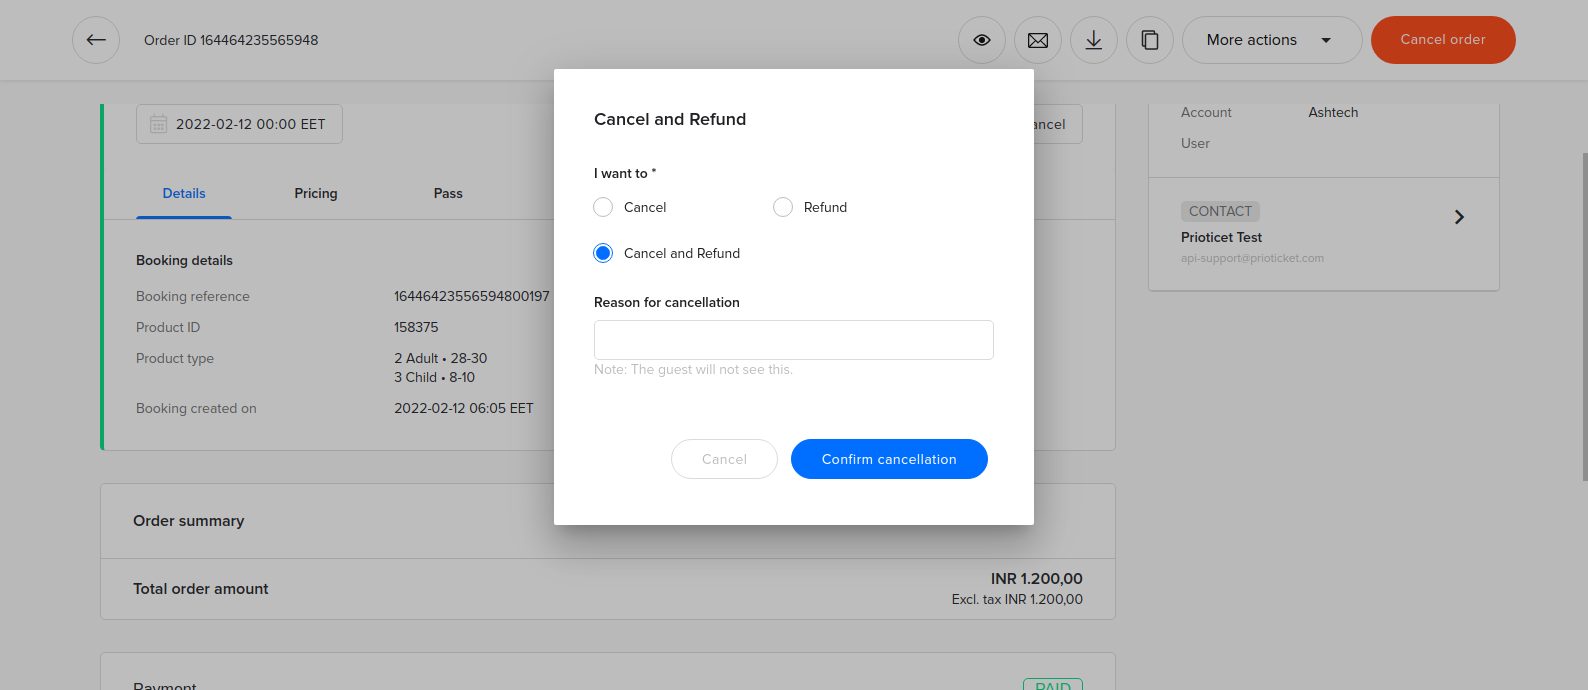 Order ID 164464235565948
More actions
Cancel order
2022-02-12 00:00 EET
Details
Pricing
Pass
Booking details
Booking reference 16446423556594800197
Product ID 158375
Product type 2 Adult • 28-30
3 Child • 8-10
Booking created on 2022-02-12 06:05 EET
Order summary
Total order amount INR 1.200,00
Excl. tax INR 1.200,00
Payment PAID
Cancel and Refund
I want to *
Cancel
Refund
Cancel and Refund
Reason for cancellation
Note: The guest will not see this.
Cancel
Confirm cancellation
Account Ashtech
User
CONTACT
Prioticet Test
api-support@prioticket.com